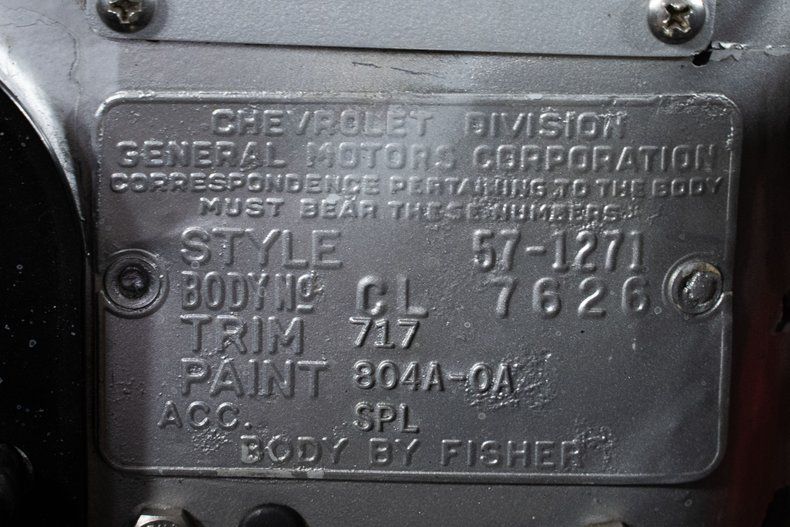 CHEVROLET DIVISION
GENERAL MOTORS CORPORATION
CORRESPONDENCE PERTAINING TO THE BODY
MUST BEAR THESE NUMBERS
STYLE 57-1271
BODY Nº CL 7626
TRIM 717
PAINT 804A-0A
ACC. SPL
BODY BY FISHER